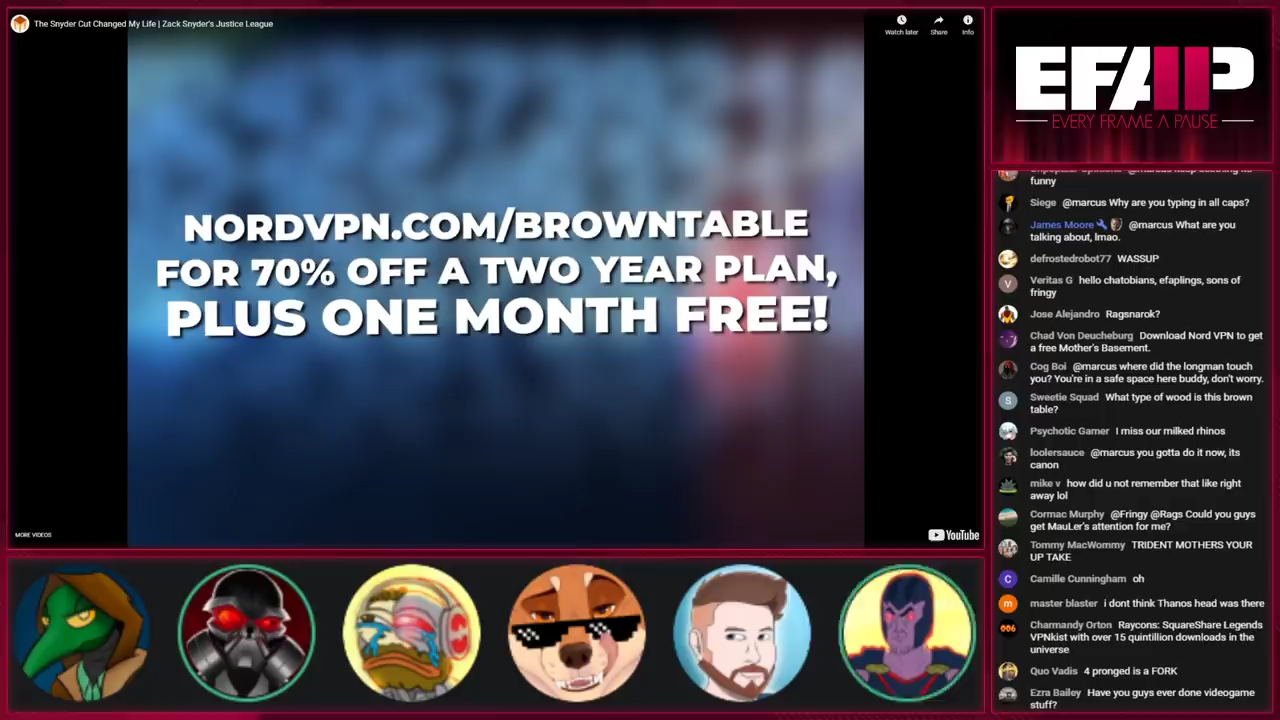 The Snyder Cut Changed My Life | Zack Snyder's Justice League
Watch later
Share
Info
NORDVPN.COM/BROWNTABLE
FOR 70% OFF A TWO YEAR PLAN,
PLUS ONE MONTH FREE!
MORE VIDEOS
YouTube
EFAP
EVERY FRAME A PAUSE
funny
Siege @marcus Why are you typing in all caps?
James Moore @marcus What are you
talking about, lmao.
defrostedrobot77 WASSUP
Veritas G hello chatobians, efaplings, sons of
fringy
Jose Alejandro Ragsnarok?
Chad Von Deucheburg Download Nord VPN to get
a free Mother's Basement.
Cog Boi @marcus where did the longman touch
you? You're in a safe space here buddy, don't worry.
Sweetie Squad What type of wood is this brown
table?
Psychotic Gamer I miss our milked rhinos
loolersauce @marcus you gotta do it now, its
canon
mike v how did u not remember that like right
away lol
Cormac Murphy @Fringy @Rags Could you guys
get MauLer's attention for me?
Tommy MacWommy TRIDENT MOTHERS YOUR
UP TAKE
Camille Cunningham oh
master blaster i dont think Thanos head was there
Charmandy Orton Raycons: SquareShare Legends
VPNkist with over 15 quintillion downloads in the
universe
Quo Vadis 4 pronged is a FORK
Ezra Bailey Have you guys ever done videogame
stuff?